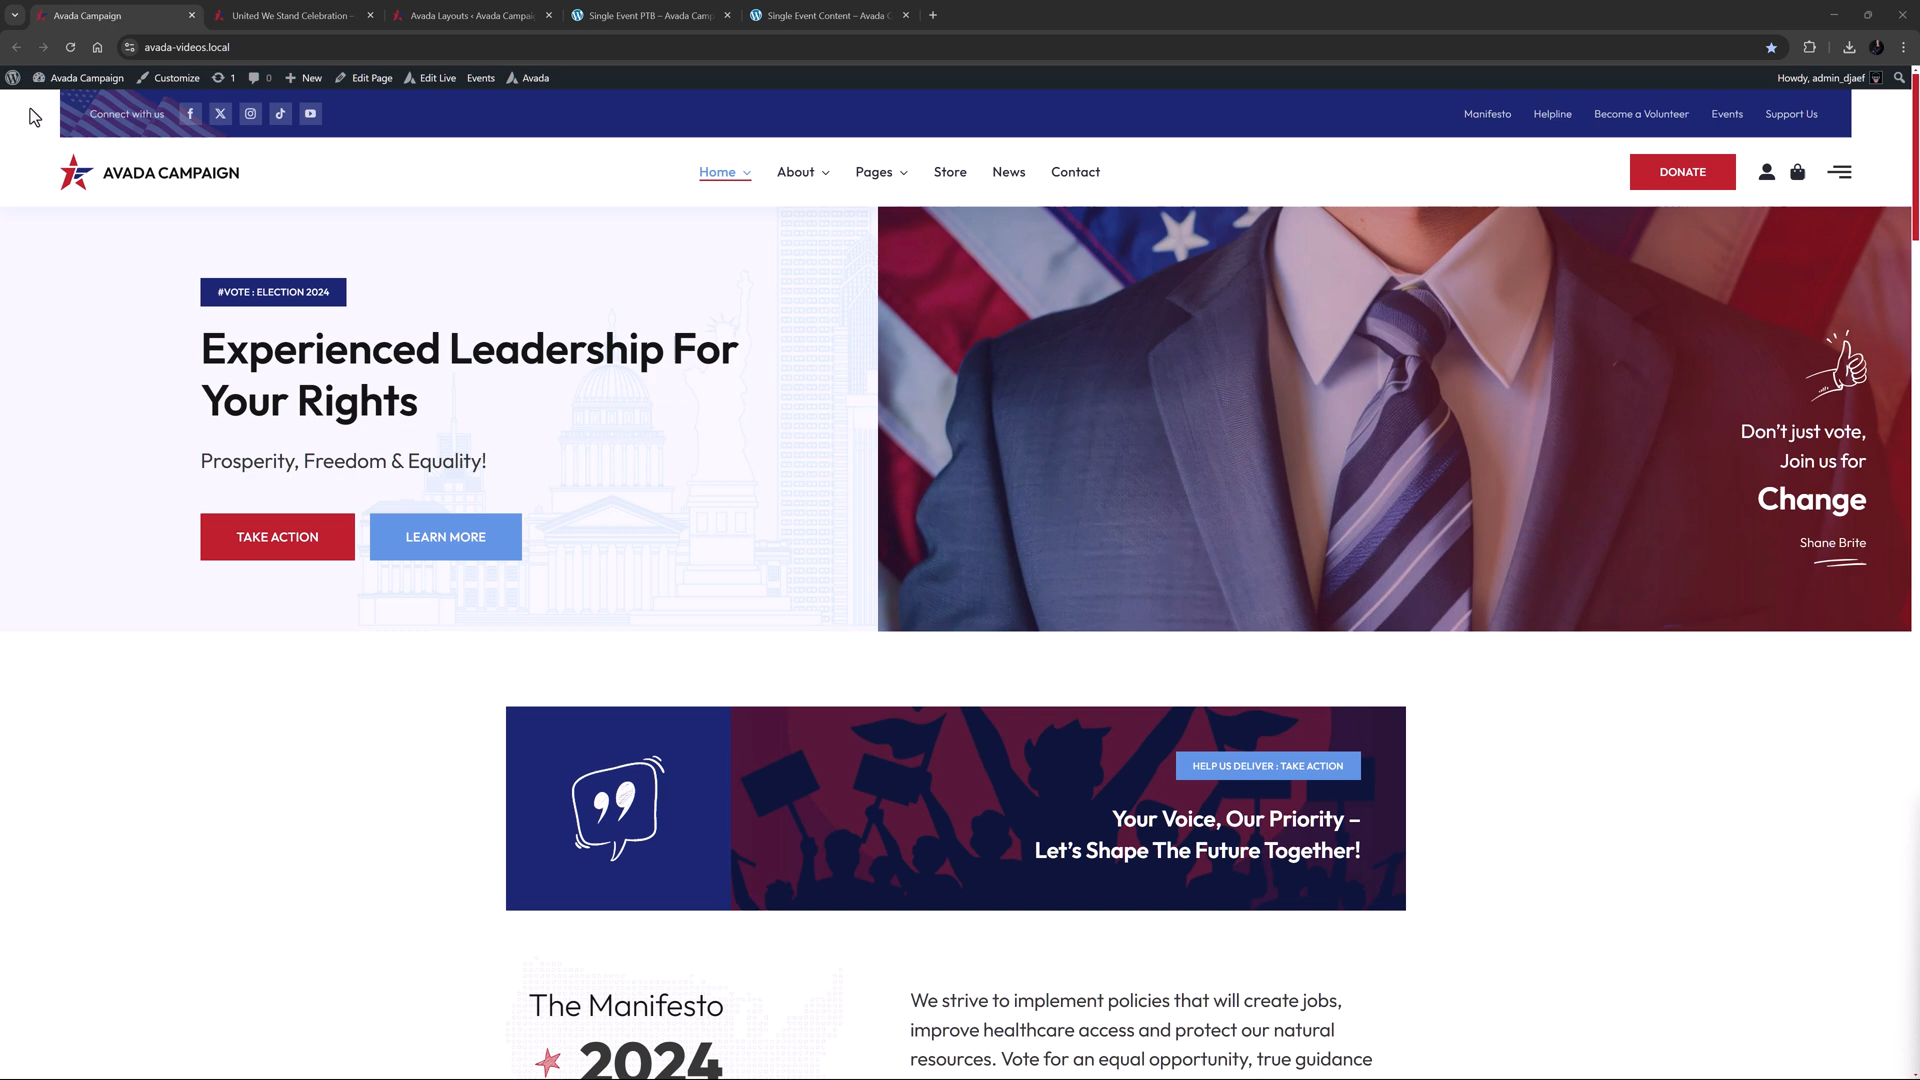 Avada Campaign
United We Stand Celebration –
Avada Layouts ‹ Avada Campai
Single Event PTB – Avada Camp
Single Event Content – Avada C
avada-videos.local
Avada Campaign
Customize
1
0
New
Edit Page
Edit Live
Events
Avada
Howdy, admin_djaef
Connect with us
Manifesto
Helpline
Become a Volunteer
Events
Support Us
AVADA CAMPAIGN
Home
About
Pages
Store
News
Contact
DONATE
#VOTE : ELECTION 2024
Experienced Leadership For
Your Rights
Prosperity, Freedom & Equality!
TAKE ACTION
LEARN MORE
Don’t just vote,
Join us for
Change
Shane Brite
HELP US DELIVER : TAKE ACTION
Your Voice, Our Priority –
Let’s Shape The Future Together!
The Manifesto
2024
We strive to implement policies that will create jobs,
improve healthcare access and protect our natural
resources. Vote for an equal opportunity, true guidance